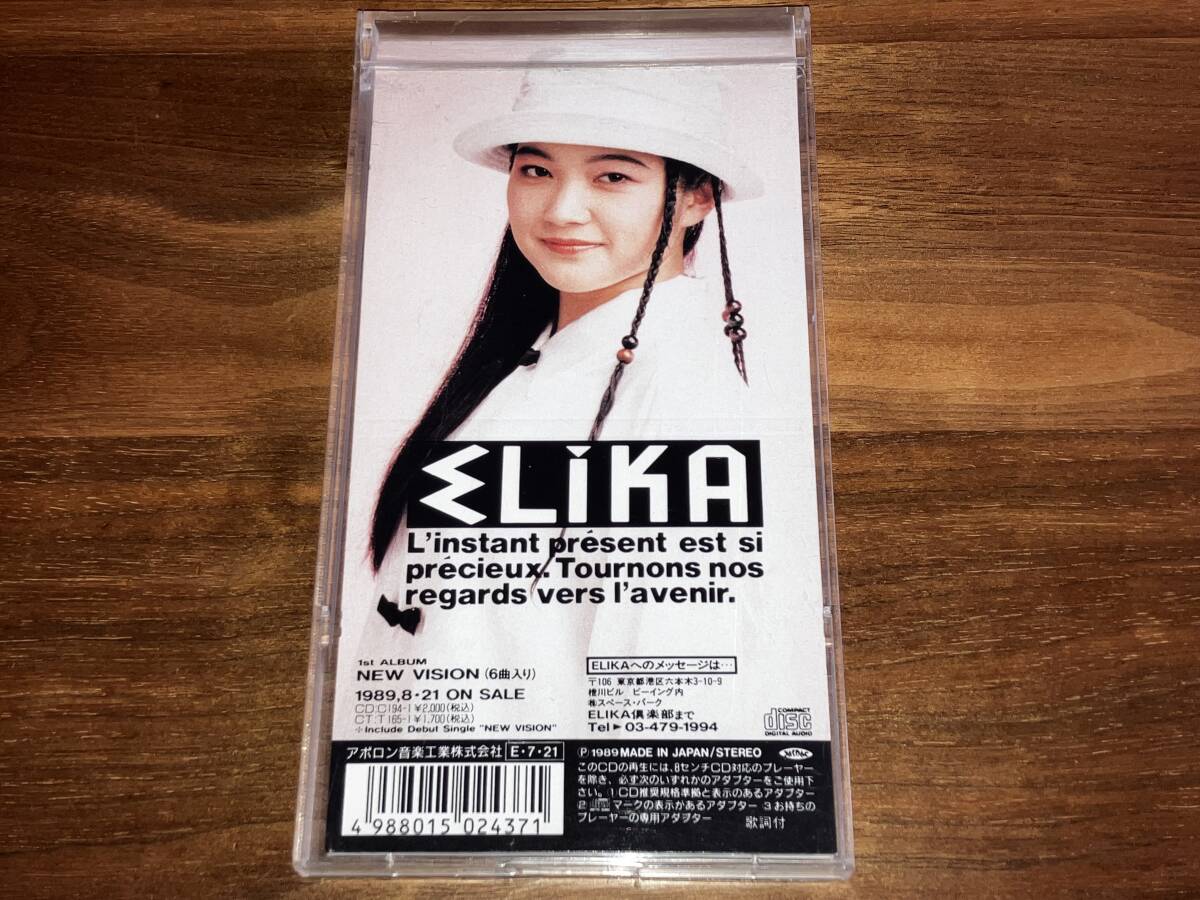 ELiKA
L'instant présent est si
précieux. Tournons nos
regards vers l'avenir.
1st ALBUM
NEW VISION (6曲入り)
1989.8・21 ON SALE
CD:C194-1 ¥2,000(税込)
CT:T165-1 ¥1,700(税込)
※Include Debut Single "NEW VISION"
ELIKAへのメッセージは…
〒106 東京都港区六本木3-10-9
ビル ビーイング内
㈱スペース・パーク
ELIKA倶楽部まで
Tel▶03-479-1994
COMPACT
disc
DIGITAL AUDIO
アポロン音楽工業株式会社 E・7・21
4 988015 024371
Ⓟ1989 MADE IN JAPAN/STEREO
このCDの再生には、8センチCD対応のプレーヤー
を除き、必ず次のいずれかのアダプターをご使用下
さい。1 CD推奨規格準拠と表示のあるアダプター
2 マークの表示があるアダプター 3 お持ちの
プレーヤーの専用アダプター 歌詞付